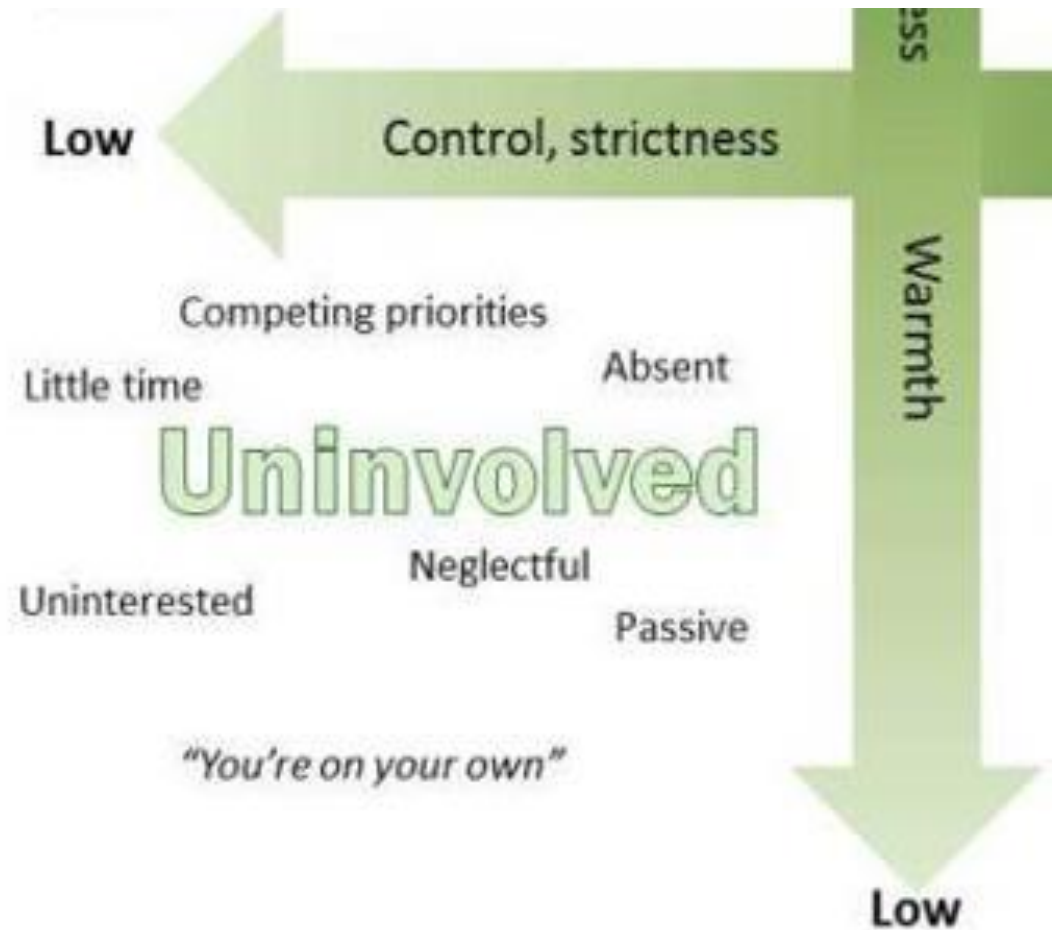 ess
Low
Control, strictness
Warmth
Competing priorities
Absent
Little time
Uninvolved
Neglectful
Uninterested
Passive
“You’re on your own”
Low